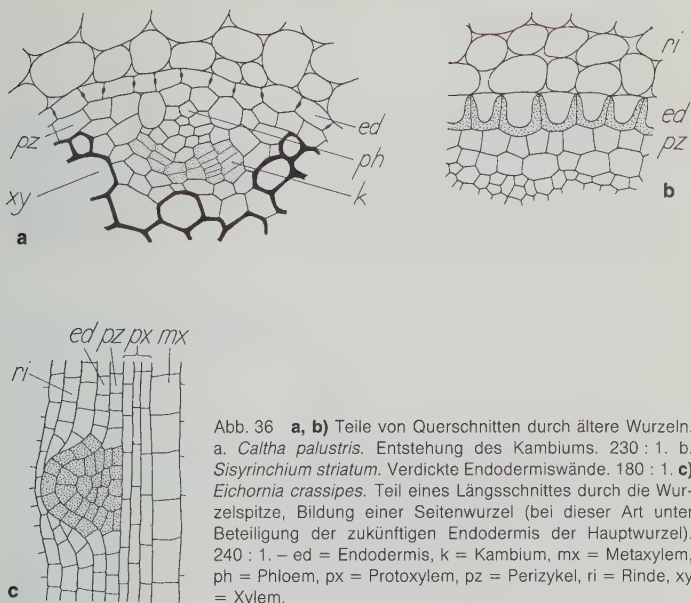 ri
ed
pz
b
pz
xy
a
ed
ph
k
ed pz px mx
ri
c
Abb. 36 a, b) Teile von Querschnitten durch ältere Wurzeln.
a. Caltha palustris. Entstehung des Kambiums. 230 : 1. b.
Sisyrinchium striatum. Verdickte Endodermiswände. 180 : 1. c)
Eichornia crassipes. Teil eines Längsschnittes durch die Wur-
zelspitze, Bildung einer Seitenwurzel (bei dieser Art unter
Beteiligung der zukünftigen Endodermis der Hauptwurzel).
240 : 1. – ed = Endodermis, k = Kambium, mx = Metaxylem,
ph = Phloem, px = Protoxylem, pz = Perizykel, ri = Rinde, xy
= Xylem.